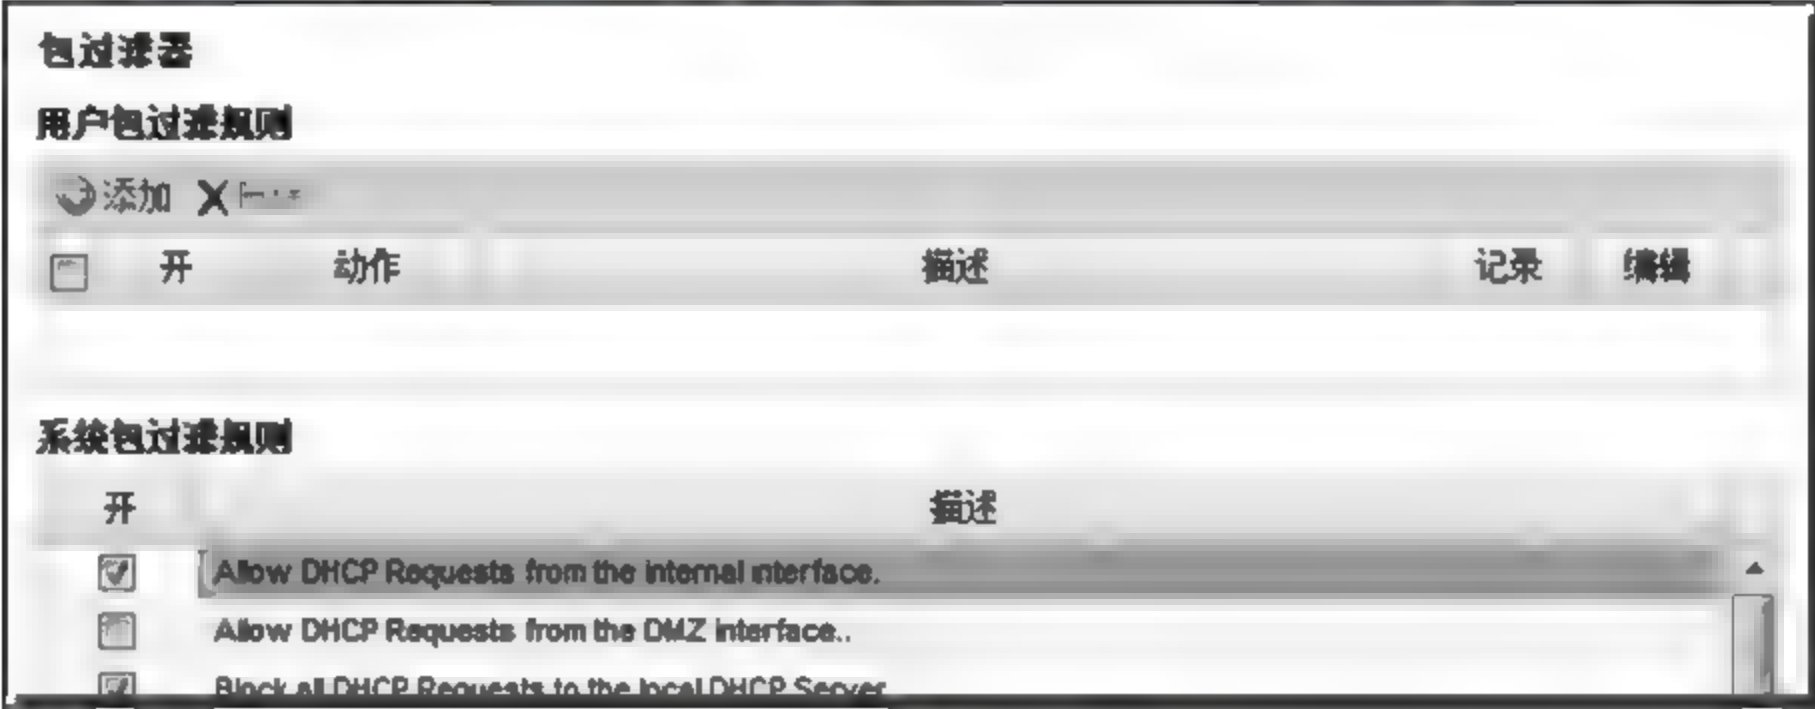 包过滤器
用户包过滤规则
添加
开 动作 描述 记录 编辑
系统包过滤规则
开 描述
Allow DHCP Requests from the internal interface.
Allow DHCP Requests from the DMZ interface..
Block all DHCP Requests to the local DHCP Server